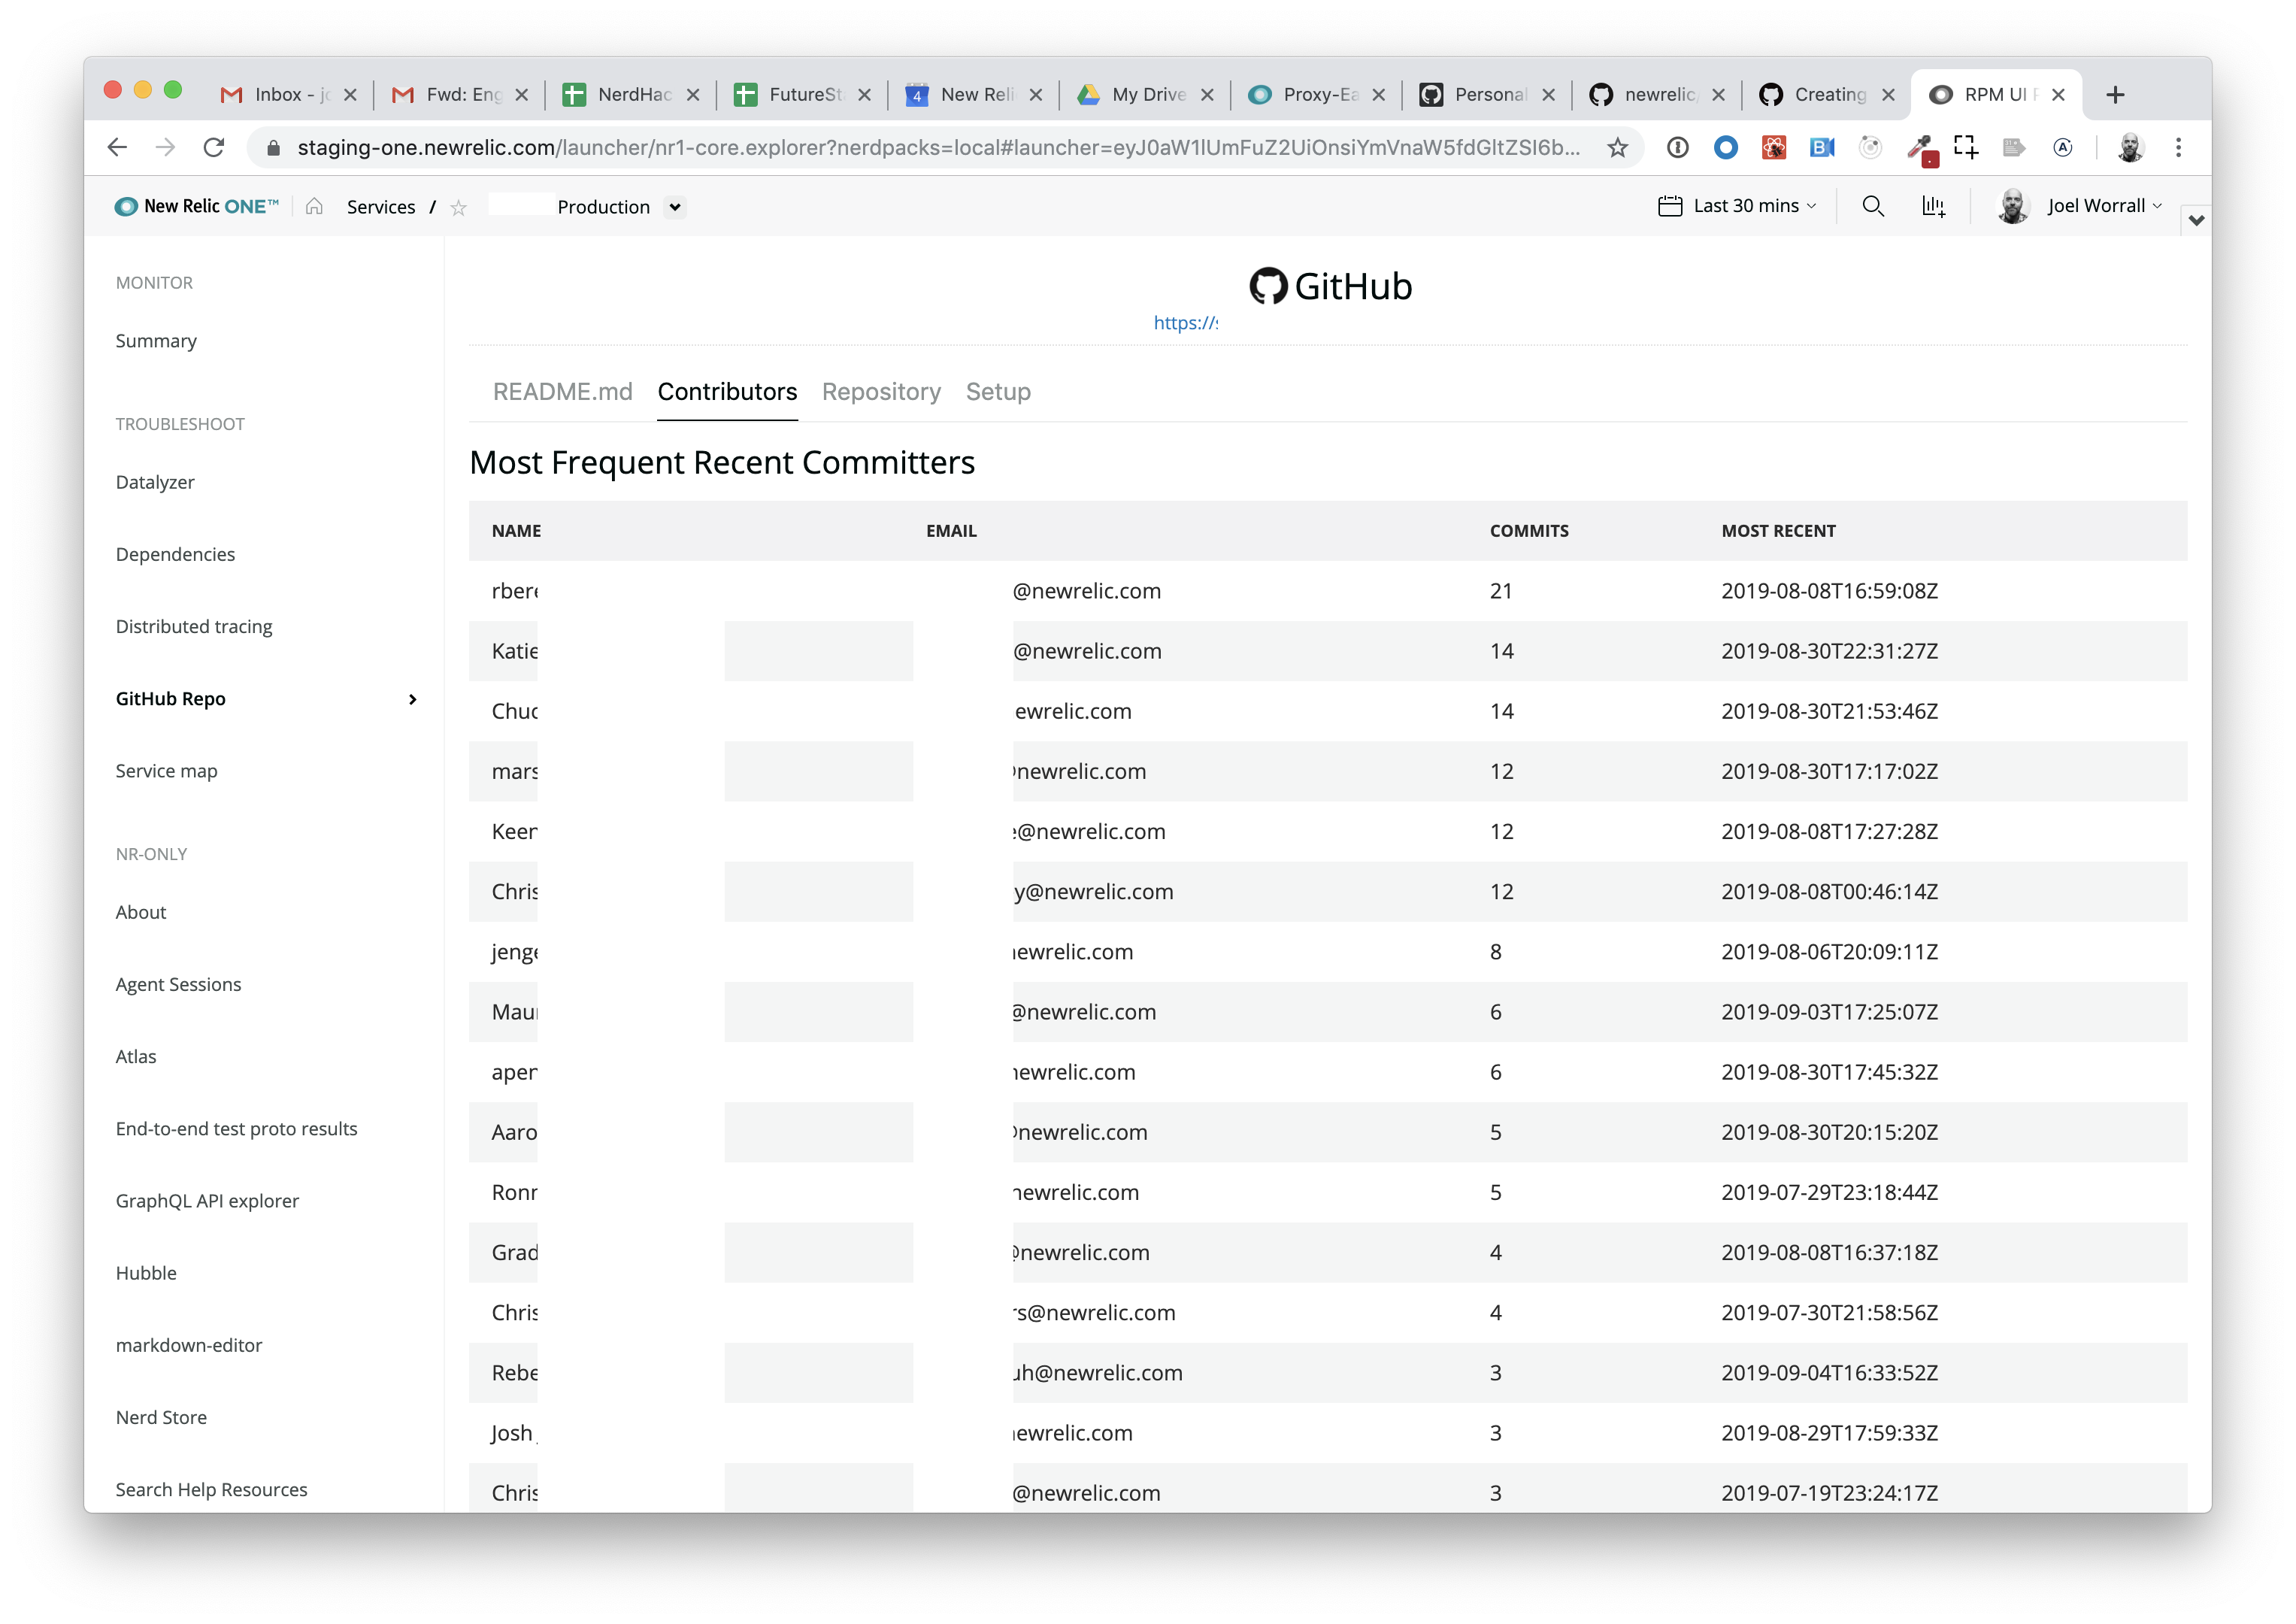 Inbox - jo
Fwd: Eng
NerdHac
FutureSt
New Reli
My Drive
Proxy-Ea
Personal
newrelic/
Creating
RPM UI P
staging-one.newrelic.com/launcher/nr1-core.explorer?nerdpacks=local#launcher=eyJ0aW1lUmFuZ2UiOnsiYmVnaW5fdGltZSI6b...
New Relic ONE™ Services / Production Last 30 mins Joel Worrall
MONITOR
Summary
TROUBLESHOOT
Datalyzer
Dependencies
Distributed tracing
GitHub Repo
Service map
NR-ONLY
About
Agent Sessions
Atlas
End-to-end test proto results
GraphQL API explorer
Hubble
markdown-editor
Nerd Store
Search Help Resources
GitHub
https://
README.md Contributors Repository Setup
Most Frequent Recent Committers
NAME EMAIL COMMITS MOST RECENT
rbere @newrelic.com 21 2019-08-08T16:59:08Z
Katie @newrelic.com 14 2019-08-30T22:31:27Z
Chuc ewrelic.com 14 2019-08-30T21:53:46Z
mars newrelic.com 12 2019-08-30T17:17:02Z
Keen e@newrelic.com 12 2019-08-08T17:27:28Z
Chris y@newrelic.com 12 2019-08-08T00:46:14Z
jenge newrelic.com 8 2019-08-06T20:09:11Z
Mau @newrelic.com 6 2019-09-03T17:25:07Z
aper newrelic.com 6 2019-08-30T17:45:32Z
Aaro newrelic.com 5 2019-08-30T20:15:20Z
Ronn newrelic.com 5 2019-07-29T23:18:44Z
Grad @newrelic.com 4 2019-08-08T16:37:18Z
Chris rs@newrelic.com 4 2019-07-30T21:58:56Z
Rebe uh@newrelic.com 3 2019-09-04T16:33:52Z
Josh newrelic.com 3 2019-08-29T17:59:33Z
Chris @newrelic.com 3 2019-07-19T23:24:17Z